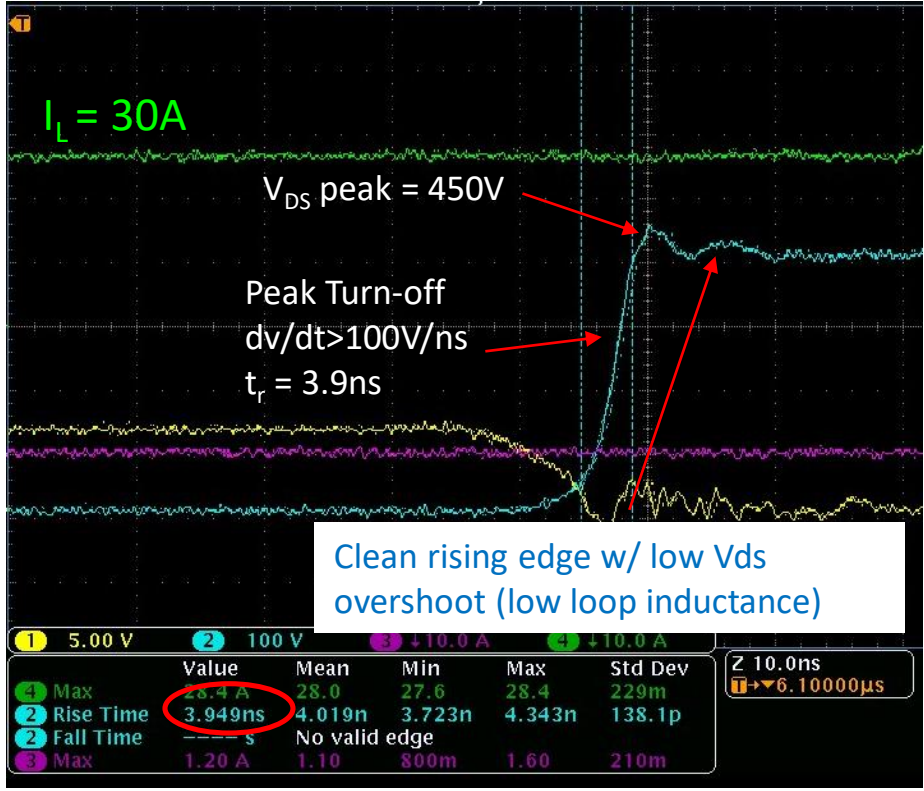 T
I_L = 30A
V_DS peak = 450V
Peak Turn-off
dv/dt>100V/ns
t_r = 3.9ns
Clean rising edge w/ low Vds
overshoot (low loop inductance)
1 5.00 V 2 100 V 3 ↓10.0 A 4 ↓10.0 A
Value Mean Min Max Std Dev
4 Max 28.4 A 28.0 27.6 28.4 229m
2 Rise Time 3.949ns 4.019n 3.723n 4.343n 138.1p
2 Fall Time ---- s No valid edge
3 Max 1.20 A 1.10 800m 1.60 210m
Z 10.0ns
T→▼6.10000µs